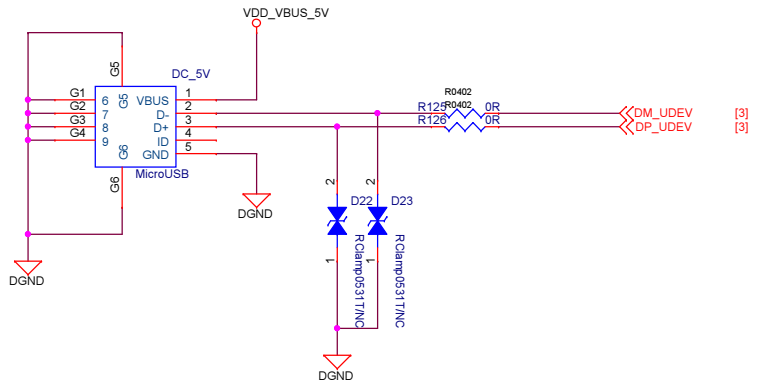 VDD_VBUS_5V
G5
DC_5V
R0402
G1 6 G5 VBUS 1
R125 R0402 0R DM_UDEV [3]
G2 7 D- 2
R126 0R DP_UDEV [3]
G3 8 D+ 3
G4 9 ID 4
G6 GND 5
MicroUSB
G6
2 2
DGND
D22 D23
1 RClamp0531T/NC
1 RClamp0531T/NC
DGND
DGND